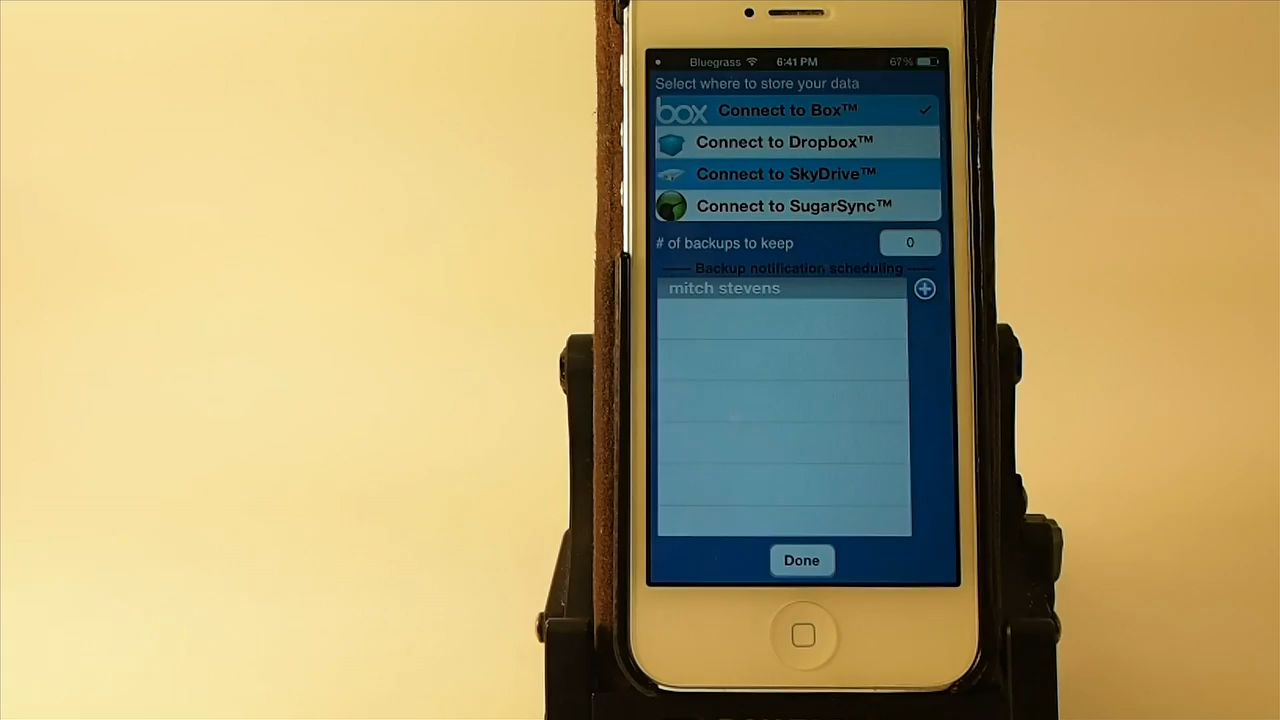 Bluegrass 6:41 PM 67%
Select where to store your data
box Connect to Box™
Connect to Dropbox™
Connect to SkyDrive™
Connect to SugarSync™
# of backups to keep 0
Backup notification scheduling
mitch stevens
Done